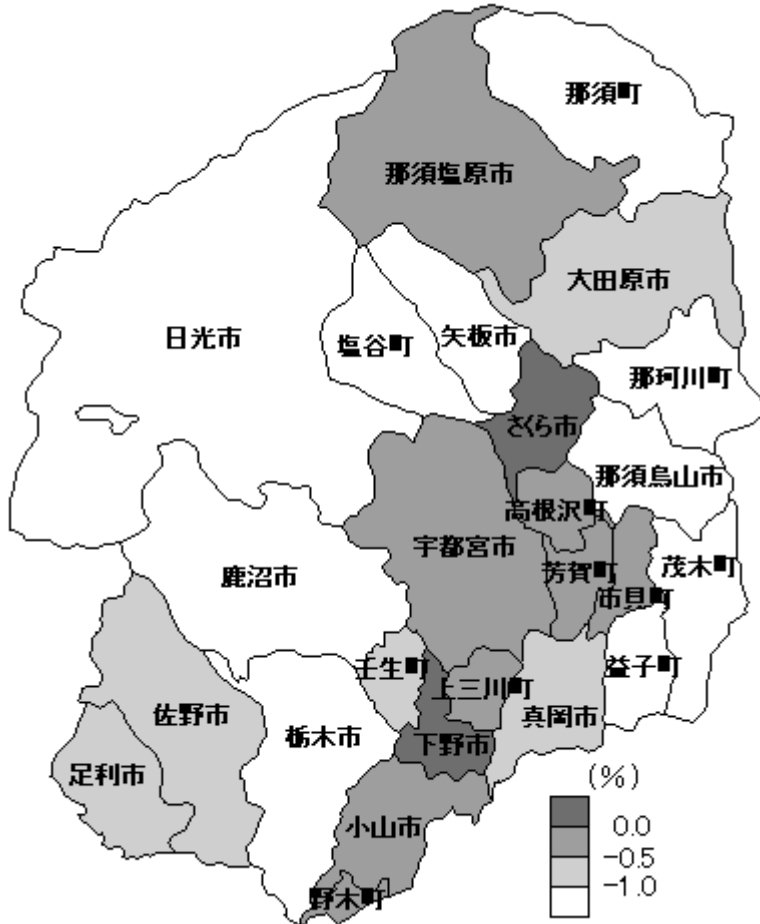 那須町
那須塩原市
大田原市
日光市
塩谷町
矢板市
那珂川町
さくら市
那須烏山市
高根沢町
宇都宮市
芳賀町
市貝町
茂木町
鹿沼市
壬生町
上三川町
益子町
真岡市
佐野市
栃木市
下野市
足利市
小山市
野木町
(%)
0.0
-0.5
-1.0